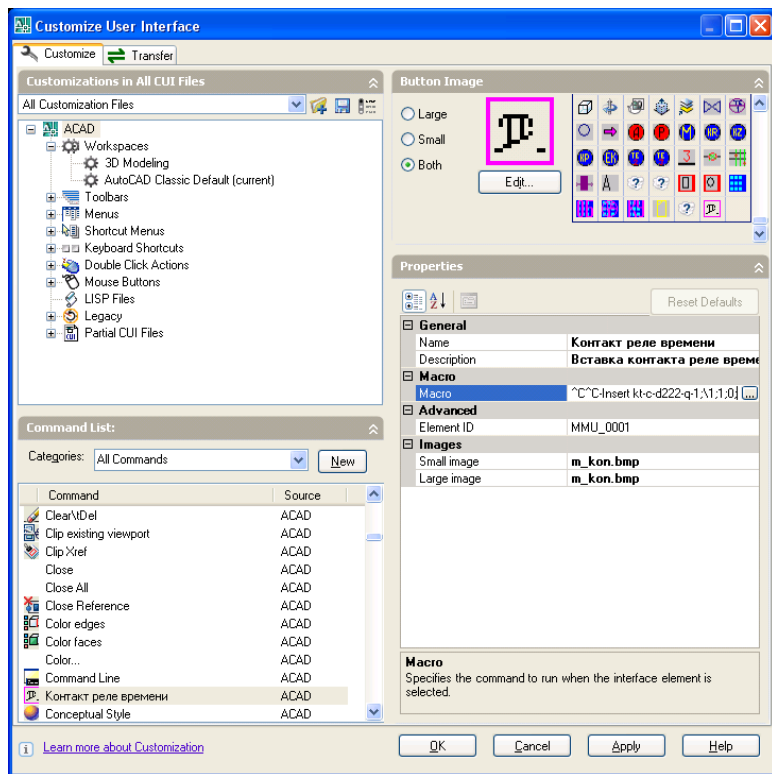 Customize User Interface
Customize
Transfer
Customizations in All CUI Files
All Customization Files
ACAD
Workspaces
3D Modeling
AutoCAD Classic Default (current)
Toolbars
Menus
Shortcut Menus
Keyboard Shortcuts
Double Click Actions
Mouse Buttons
LISP Files
Legacy
Partial CUI Files
Command List:
Categories: All Commands New
Command Source
Clear\tDel ACAD
Clip existing viewport ACAD
Clip Xref ACAD
Close ACAD
Close All ACAD
Close Reference ACAD
Color edges ACAD
Color faces ACAD
Color... ACAD
Command Line ACAD
Контакт реле времени ACAD
Conceptual Style ACAD
Button Image
Large
Small
Both
Edit...
Properties
Reset Defaults
General
Name Контакт реле времени
Description Вставка контакта реле време
Macro
Macro ^C^C-Insert kt-c-d222-q-1;\1;1;0; ...
Advanced
Element ID MMU_0001
Images
Small image m_kon.bmp
Large image m_kon.bmp
Macro
Specifies the command to run when the interface element is
selected.
Learn more about Customization
OK Cancel Apply Help